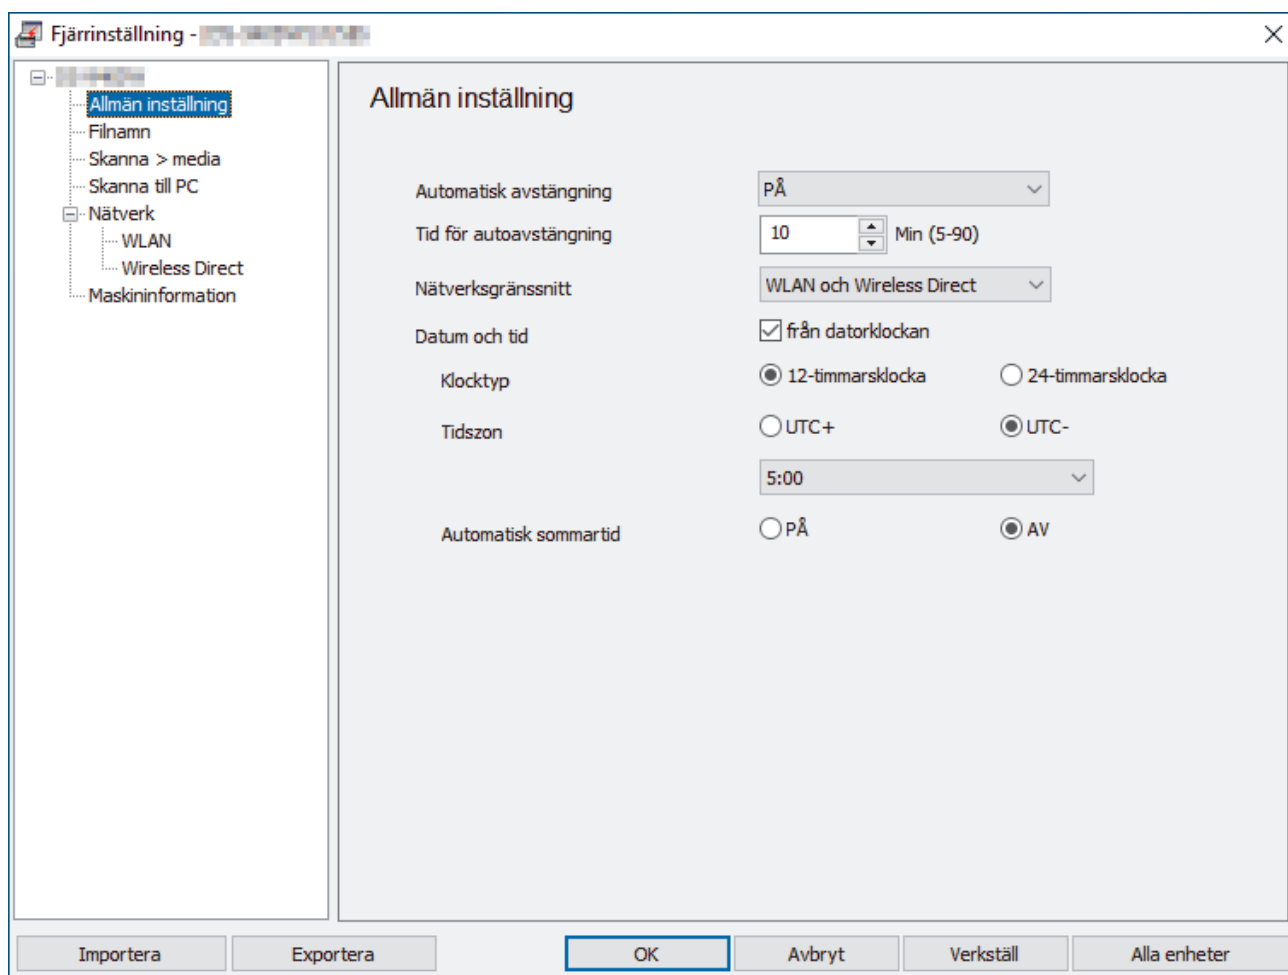 Fjärrinställning -
Allmän inställning
Filnamn
Skanna > media
Skanna till PC
Nätverk
WLAN
Wireless Direct
Maskininformation
Allmän inställning
Automatisk avstängning PÅ
Tid för autoavstängning 10 Min (5-90)
Nätverksgränssnitt WLAN och Wireless Direct
Datum och tid från datorklockan
Klocktyp 12-timmarsklocka 24-timmarsklocka
Tidszon UTC+ UTC-
5:00
Automatisk sommartid PÅ AV
Importera Exportera OK Avbryt Verkställ Alla enheter